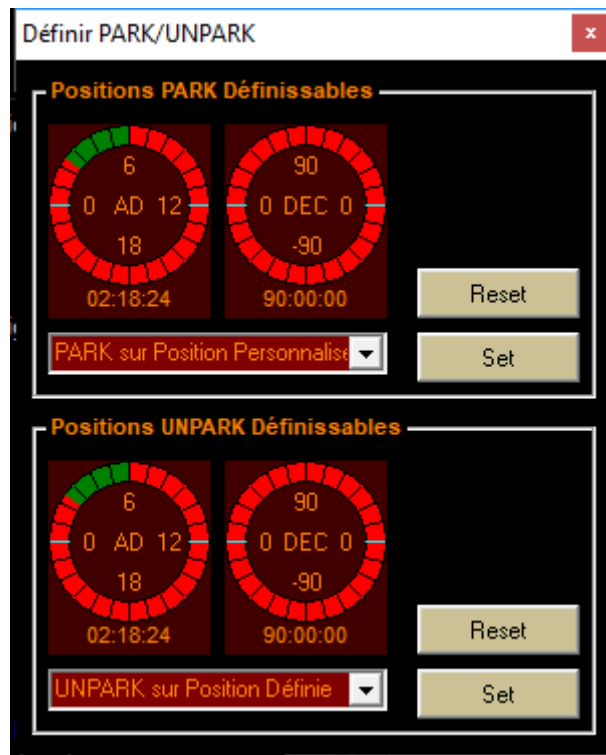 Définir PARK/UNPARK
x
Positions PARK Définissables
6
0 AD 12
18
02:18:24
90
0 DEC 0
-90
90:00:00
Reset
PARK sur Position Personnalise
Set
Positions UNPARK Définissables
6
0 AD 12
18
02:18:24
90
0 DEC 0
-90
90:00:00
Reset
UNPARK sur Position Définie
Set